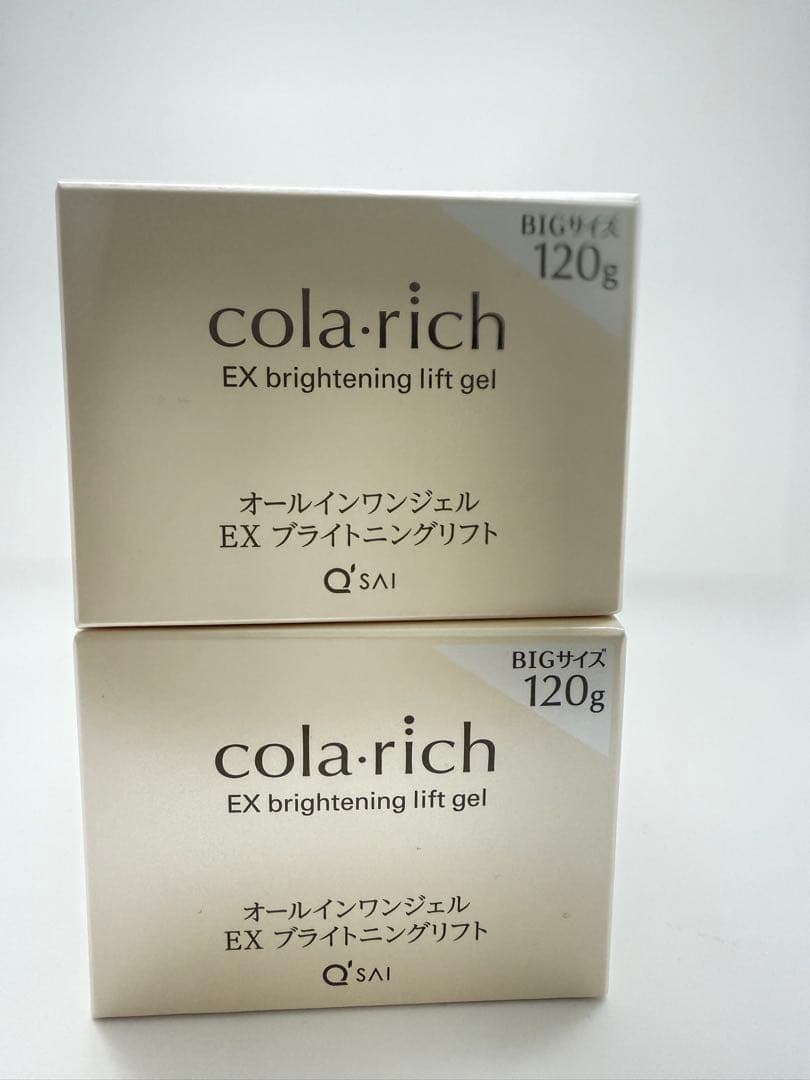 BIGサイズ
120g
cola·rich
EX brightening lift gel
オールインワンジェル
EX ブライトニングリフト
Q'SAI
BIGサイズ
120g
cola·rich
EX brightening lift gel
オールインワンジェル
EX ブライトニングリフト
Q'SAI